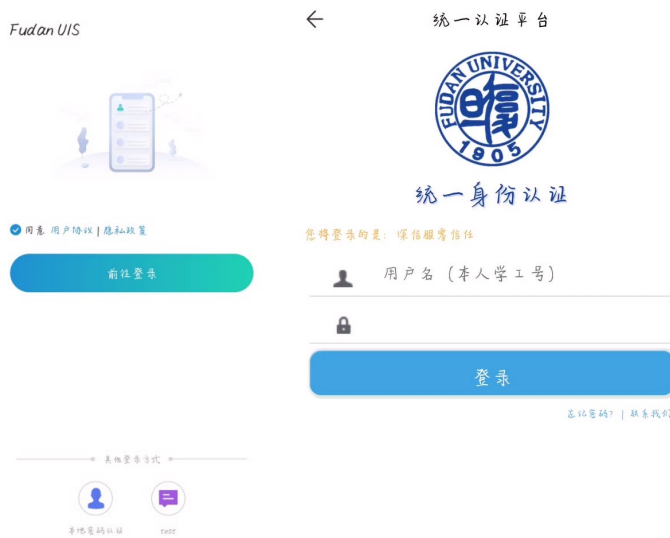 Fudan UIS
同意 用户协议 | 隐私政策
前往登录
其他登录方式
本地密码认证
test
统一认证平台
FUDAN UNIVERSITY
1905
统一身份认证
您将登录的是：深信服零信任
用户名（本人学工号）
登录
忘记密码? | 联系我们